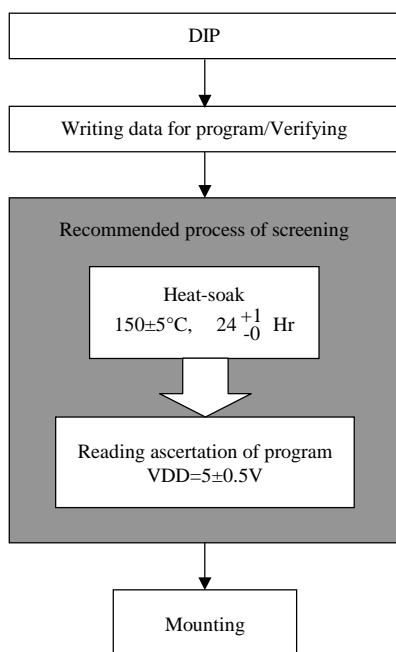 DIP
Writing data for program/Verifying
Recommended process of screening
Heat-soak
150±5°C, 24 +1 -0 Hr
Reading ascertation of program
VDD=5±0.5V
Mounting